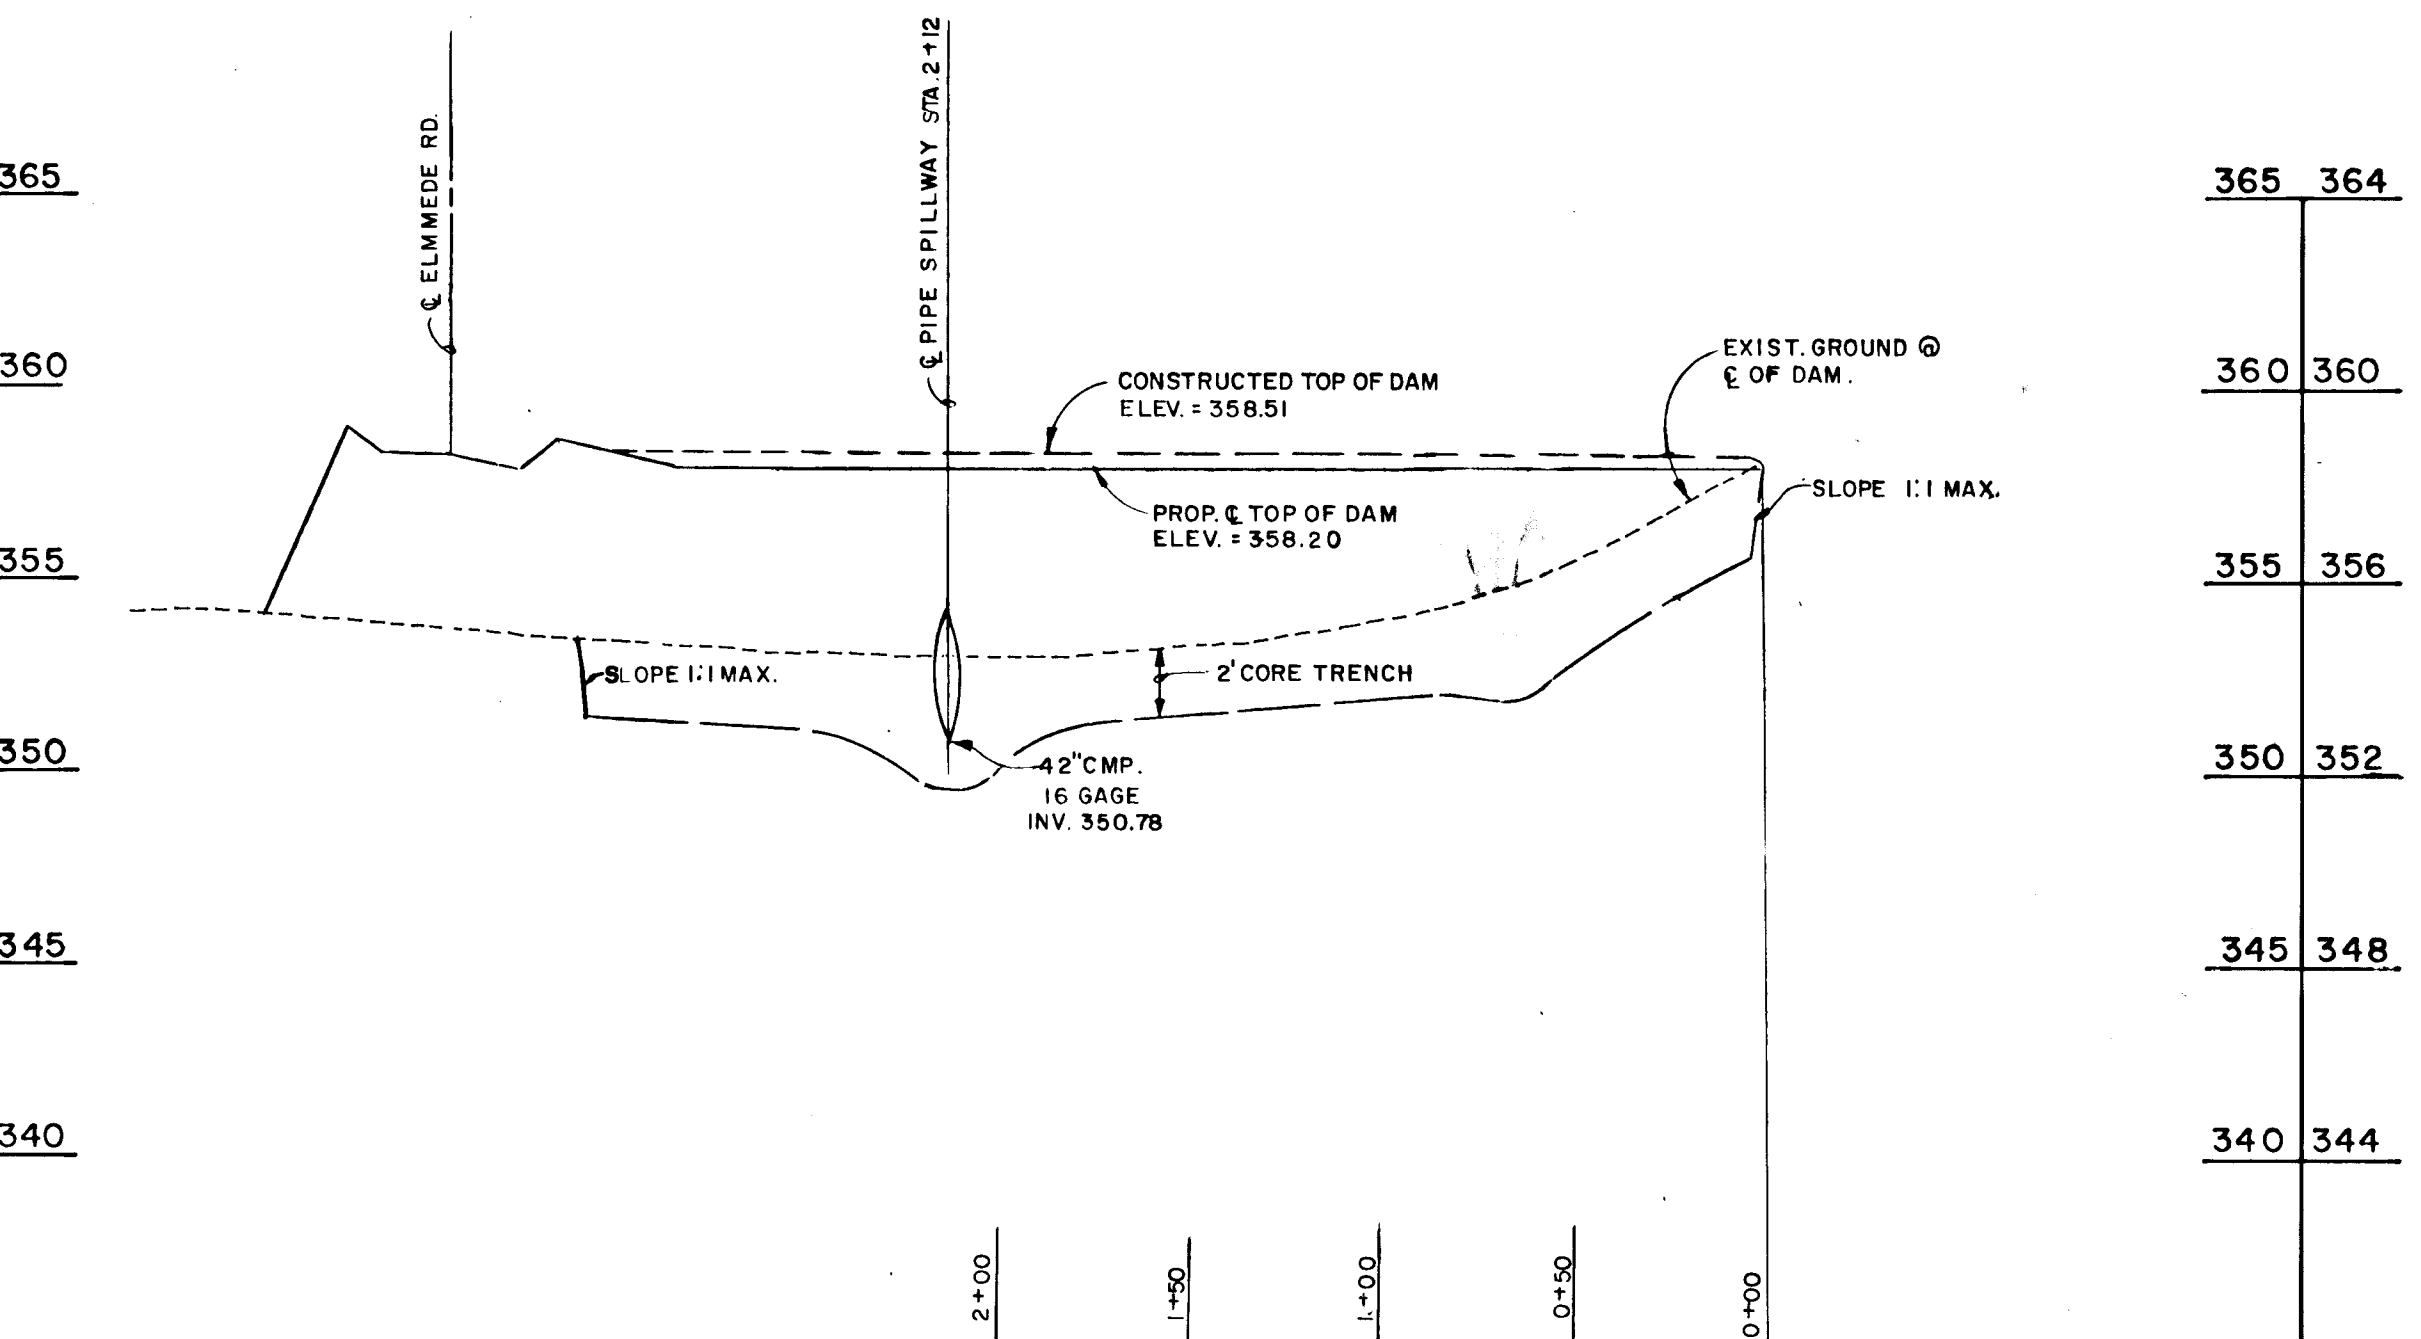 ℄ ELMMEDE RD.
℄ PIPE SPILLWAY STA. 2+12
365
360
355
350
345
340
CONSTRUCTED TOP OF DAM
ELEV. = 358.51
EXIST. GROUND @
℄ OF DAM.
PROP. ℄ TOP OF DAM
ELEV. = 358.20
SLOPE 1:1 MAX.
SLOPE 1:1 MAX.
2' CORE TRENCH
42" CMP.
16 GAGE
INV. 350.78
365 364
360 360
355 356
350 352
345 348
340 344
2+00
1+50
1+00
0+50
0+00